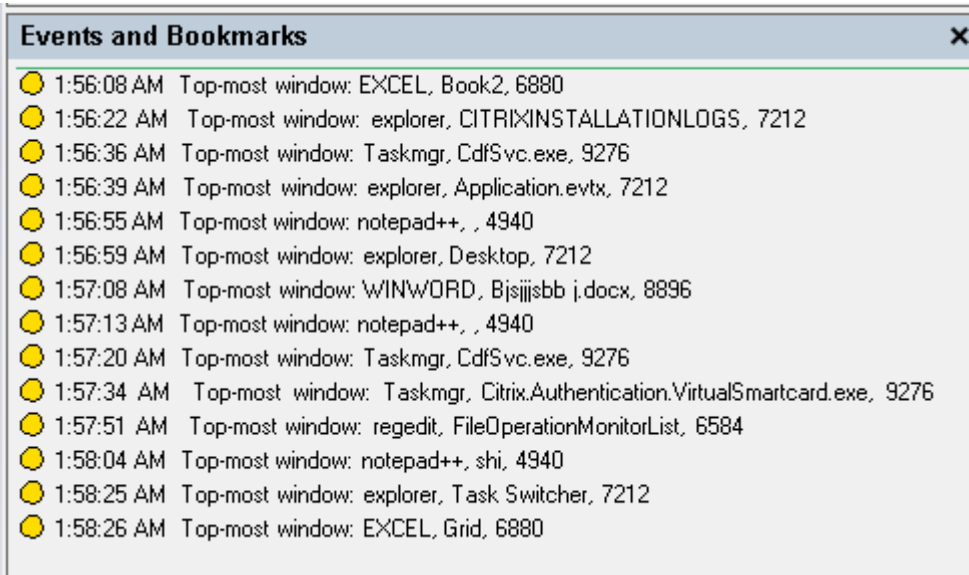 Events and Bookmarks
1:56:08 AM Top-most window: EXCEL, Book2, 6880
1:56:22 AM Top-most window: explorer, CITRIXINSTALLATIONLOGS, 7212
1:56:36 AM Top-most window: Taskmgr, CdfSvc.exe, 9276
1:56:39 AM Top-most window: explorer, Application.evtx, 7212
1:56:55 AM Top-most window: notepad++, , 4940
1:56:59 AM Top-most window: explorer, Desktop, 7212
1:57:08 AM Top-most window: WINWORD, Bjsjjjsbb j.docx, 8896
1:57:13 AM Top-most window: notepad++, , 4940
1:57:20 AM Top-most window: Taskmgr, CdfSvc.exe, 9276
1:57:34 AM Top-most window: Taskmgr, Citrix.Authentication.VirtualSmartcard.exe, 9276
1:57:51 AM Top-most window: regedit, FileOperationMonitorList, 6584
1:58:04 AM Top-most window: notepad++, shi, 4940
1:58:25 AM Top-most window: explorer, Task Switcher, 7212
1:58:26 AM Top-most window: EXCEL, Grid, 6880